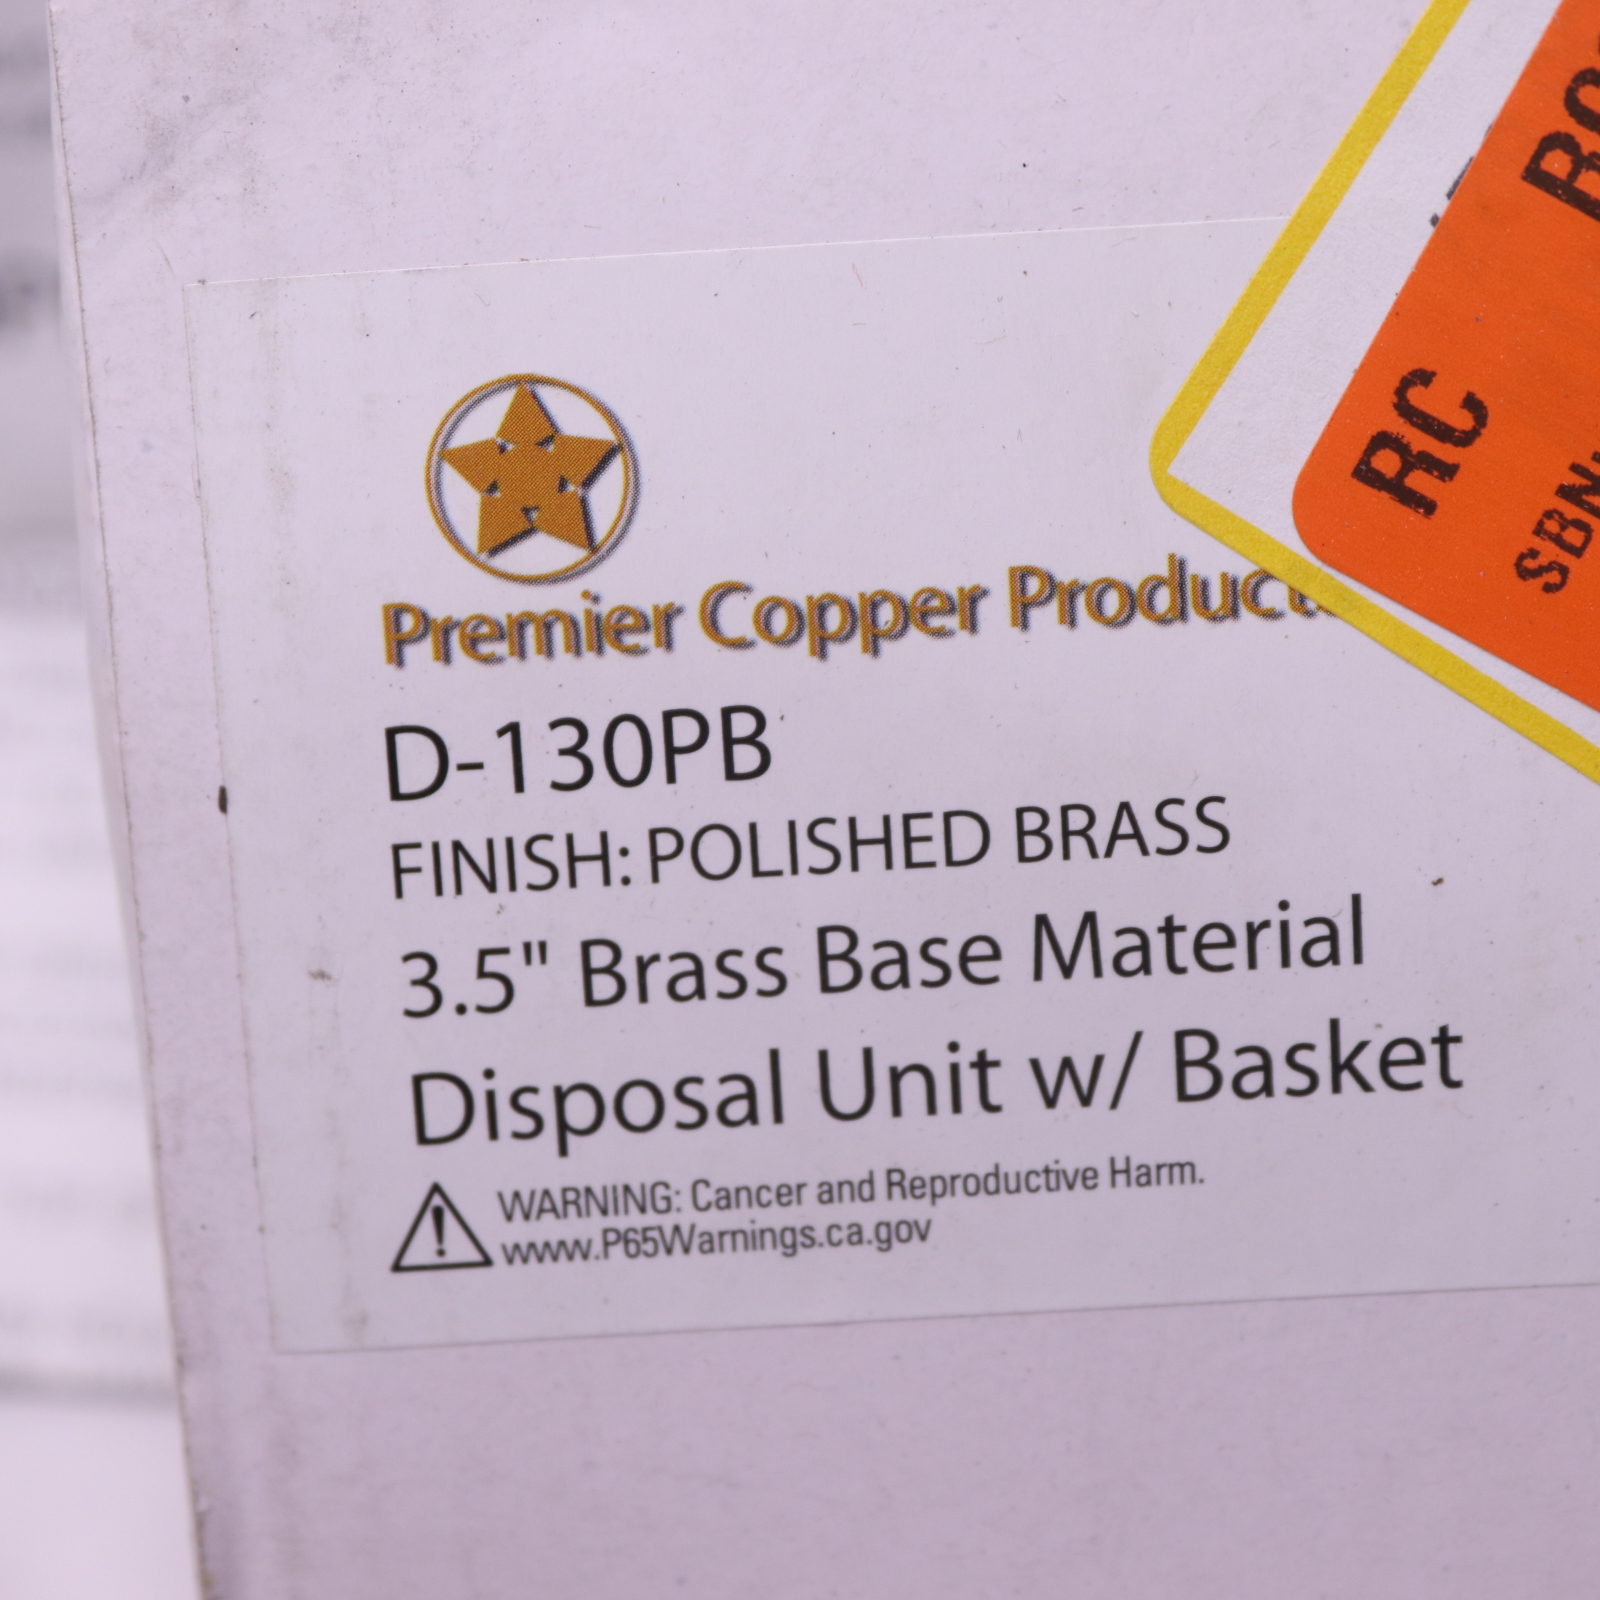 Premier Copper Product
D-130PB
FINISH: POLISHED BRASS
3.5" Brass Base Material
Disposal Unit w/ Basket
WARNING: Cancer and Reproductive Harm.
www.P65Warnings.ca.gov
RC